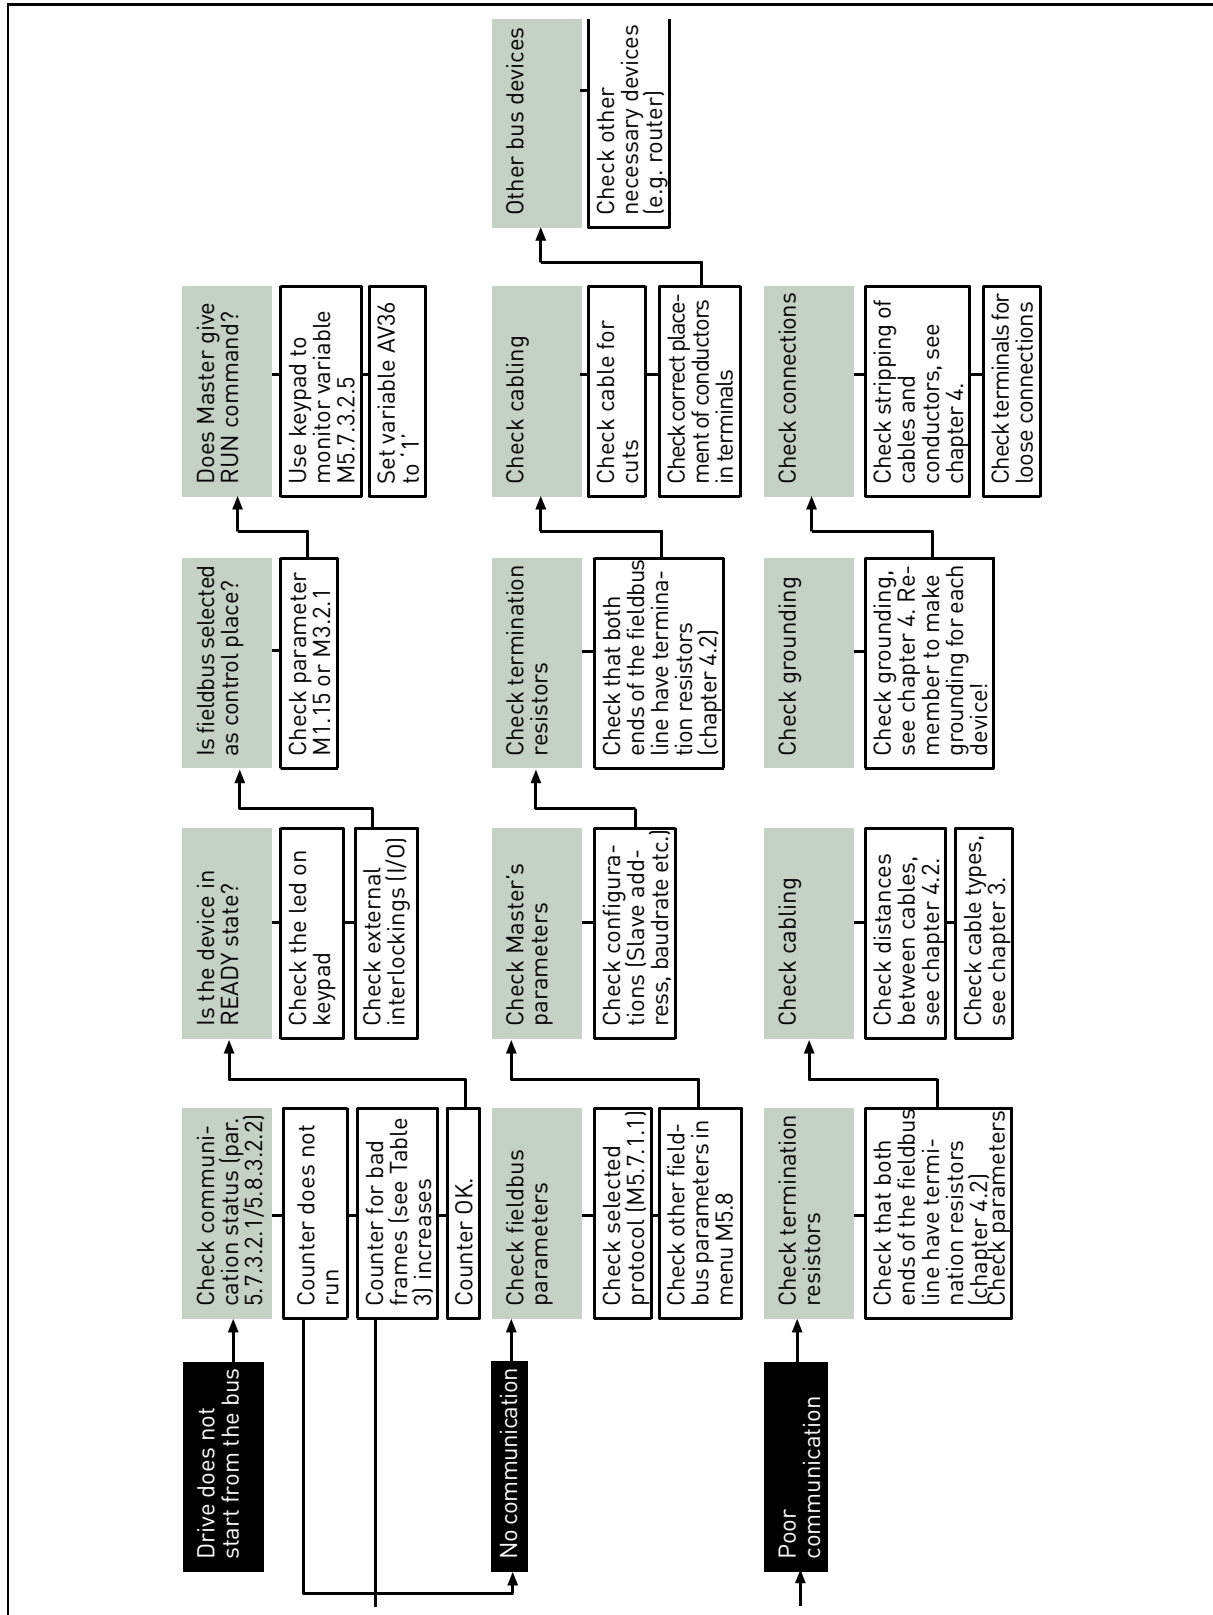 Drive does not
start from the bus
Check communi-
cation status (par.
5.7.3.2.1/5.8.3.2.2)
Counter does not
run
Counter for bad
frames (see Table
3) increases
Counter OK.
Is the device in
READY state?
Check the led on
keypad
Check external
interlockings (I/O)
Is fieldbus selected
as control place?
Check parameter
M1.15 or M3.2.1
Does Master give
RUN command?
Use keypad to
monitor variable
M5.7.3.2.5
Set variable AV36
to '1'
No communication
Check fieldbus
parameters
Check selected
protocol (M5.7.1.1)
Check other field-
bus parameters in
menu M5.8
Check Master's
parameters
Check configura-
tions (Slave add-
ress, baudrate etc.)
Check termination
resistors
Check that both
ends of the fieldbus
line have termina-
tion resistors
(chapter 4.2)
Check cabling
Check cable for
cuts
Check correct place-
ment of conductors
in terminals
Other bus devices
Check other
necessary devices
(e.g. router)
Poor
communication
Check termination
resistors
Check that both
ends of the fieldbus
line have termi-
nation resistors
(chapter 4.2)
Check parameters
Check cabling
Check distances
between cables,
see chapter 4.2.
Check cable types,
see chapter 3.
Check grounding
Check grounding,
see chapter 4. Re-
member to make
grounding for each
device!
Check connections
Check stripping of
cables and
conductors, see
chapter 4.
Check terminals for
loose connections